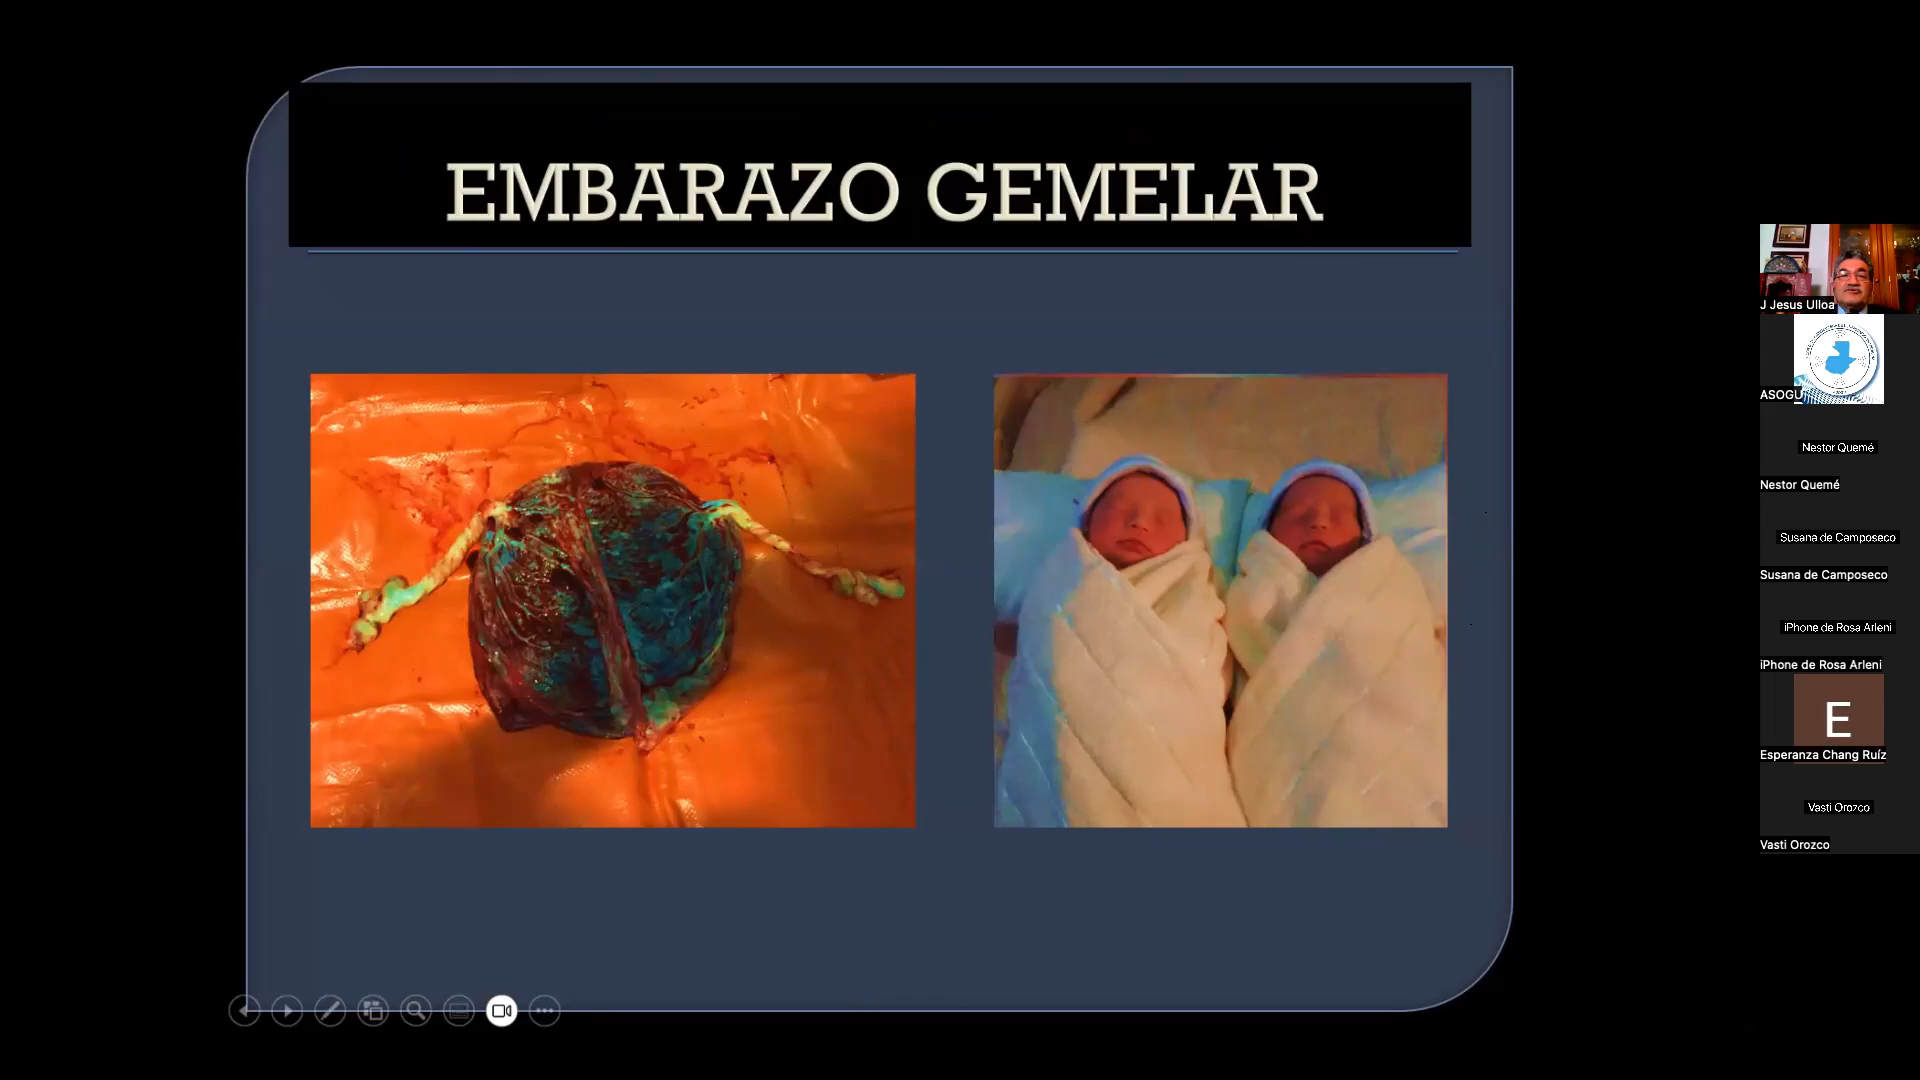 EMBARAZO GEMELAR
J Jesus Ulloa
ASOGU
Nestor Quemé
Nestor Quemé
Susana de Camposeco
Susana de Camposeco
iPhone de Rosa Arleni
iPhone de Rosa Arleni
E
Esperanza Chang Ruíz
Vasti Orozco
Vasti Orozco